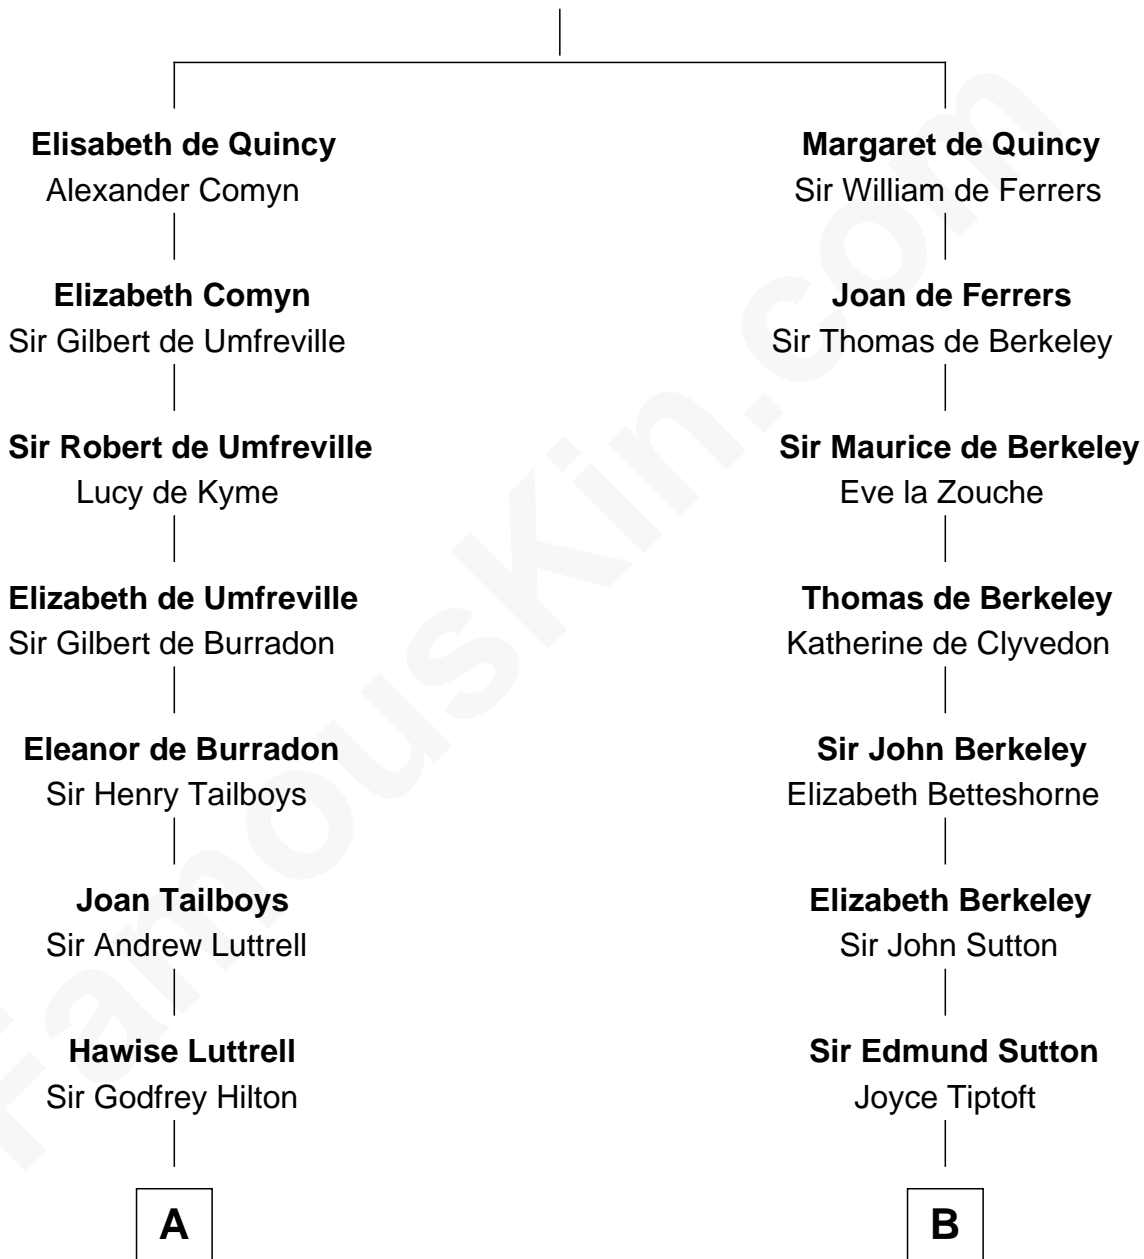 Elisabeth de Quincy
Alexander Comyn
Elizabeth Comyn
Sir Gilbert de Umfreville
Sir Robert de Umfreville
Lucy de Kyme
Elizabeth de Umfreville
Sir Gilbert de Burradon
Eleanor de Burradon
Sir Henry Tailboys
Joan Tailboys
Sir Andrew Luttrell
Hawise Luttrell
Sir Godfrey Hilton
A
Margaret de Quincy
Sir William de Ferrers
Joan de Ferrers
Sir Thomas de Berkeley
Sir Maurice de Berkeley
Eve la Zouche
Thomas de Berkeley
Katherine de Clyvedon
Sir John Berkeley
Elizabeth Betteshorne
Elizabeth Berkeley
Sir John Sutton
Sir Edmund Sutton
Joyce Tiptoft
B
FamousKin.com